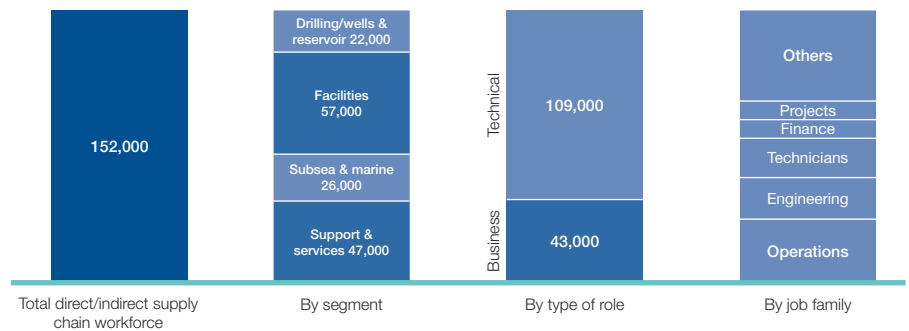 152,000
Total direct/indirect supply
chain workforce
Drilling/wells &
reservoir 22,000
Facilities
57,000
Subsea & marine
26,000
Support &
services 47,000
By segment
Technical
109,000
Business
43,000
By type of role
Others
Projects
Finance
Technicians
Engineering
Operations
By job family